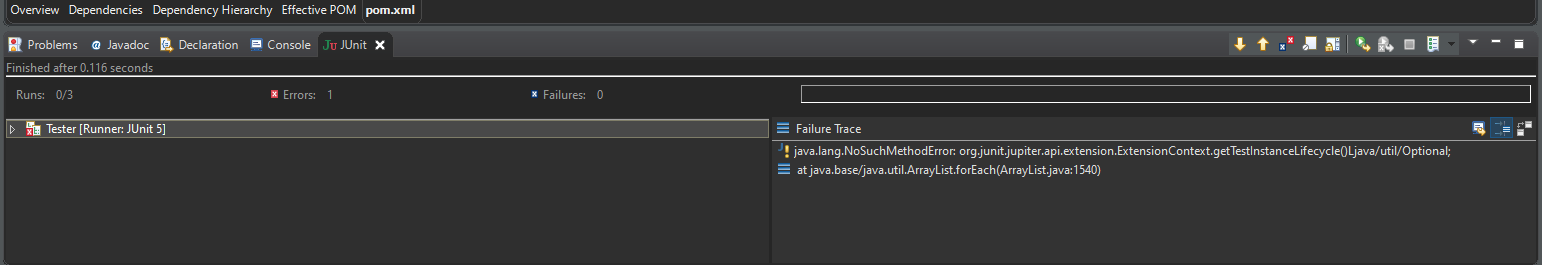 Overview Dependencies Dependency Hierarchy Effective POM pom.xml
Problems @ Javadoc Declaration Console JU JUnit
Finished after 0.116 seconds
Runs: 0/3 Errors: 1 Failures: 0
Tester [Runner: JUnit 5]
Failure Trace
java.lang.NoSuchMethodError: org.junit.jupiter.api.extension.ExtensionContext.getTestInstanceLifecycle()Ljava/util/Optional;
at java.base/java.util.ArrayList.forEach(ArrayList.java:1540)